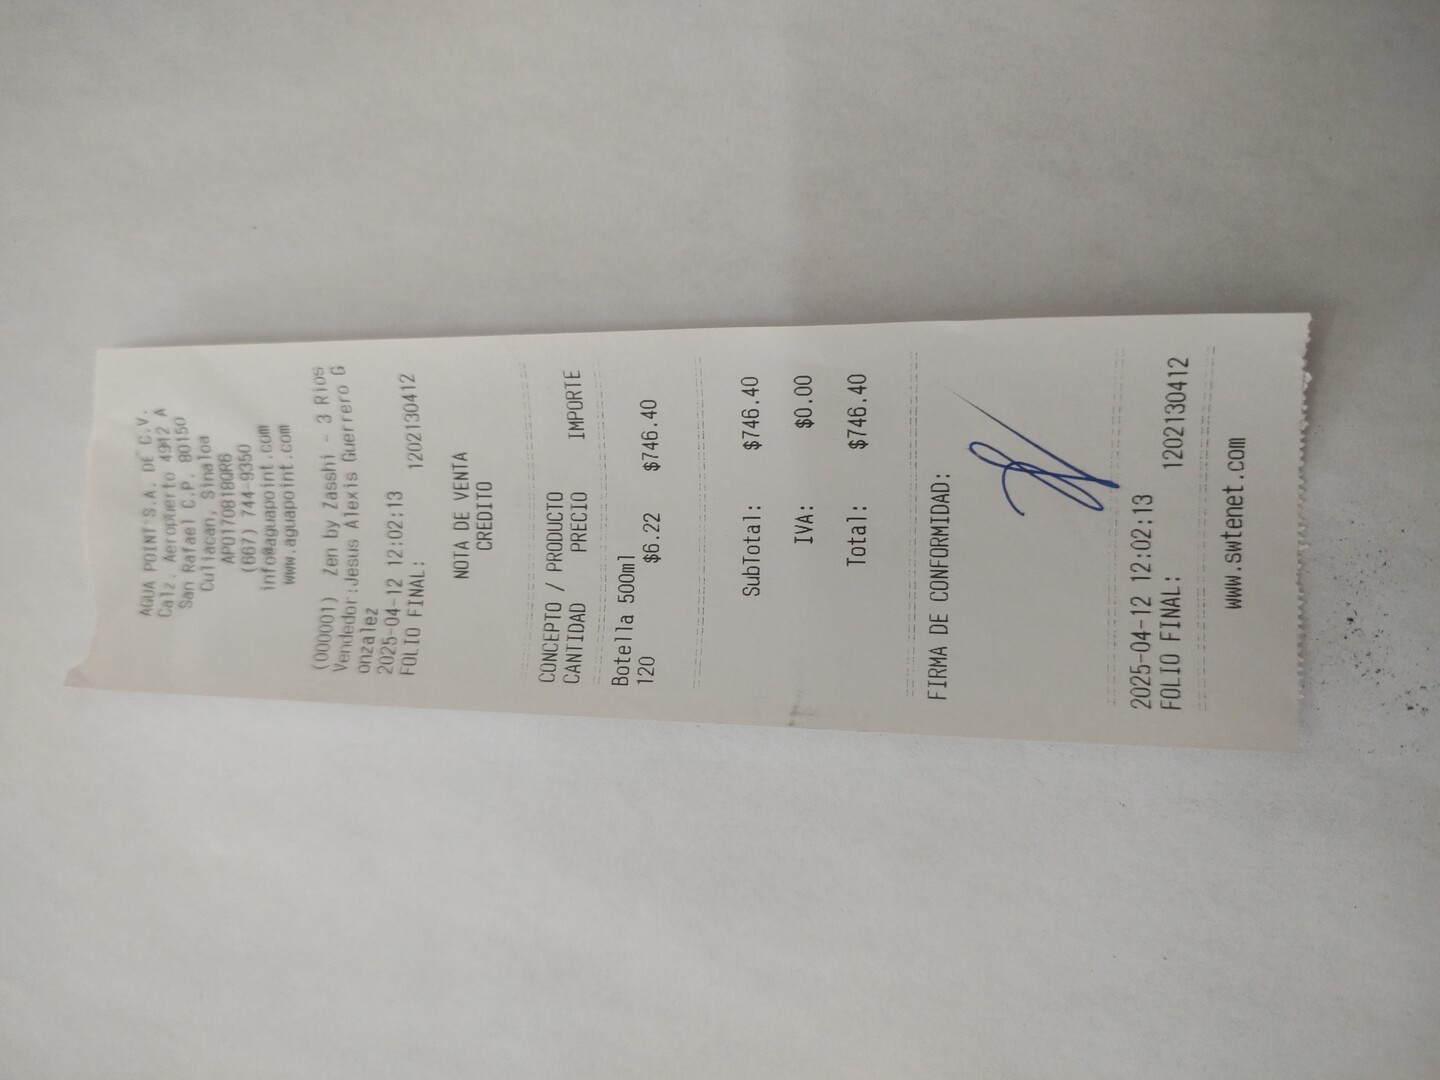 AGUA POINT S.A. DE C.V.
Calz. Aeropuerto 4912 A
San Rafael C.P. 80150
Culiacan, Sinaloa
APO170818QR6
(667) 744-9350
info@aguapoint.com
www.aguapoint.com
(000001) Zen by Zasshi - 3 Rios
Vendedor:Jesus Alexis Guerrero G
onzalez
2025-04-12 12:02:13
FOLIO FINAL: 1202130412
NOTA DE VENTA
CREDITO
CONCEPTO / PRODUCTO
CANTIDAD PRECIO IMPORTE
Botella 500ml
120 $6.22 $746.40
SubTotal: $746.40
IVA: $0.00
Total: $746.40
FIRMA DE CONFORMIDAD:
2025-04-12 12:02:13
FOLIO FINAL: 1202130412
www.swtenet.com